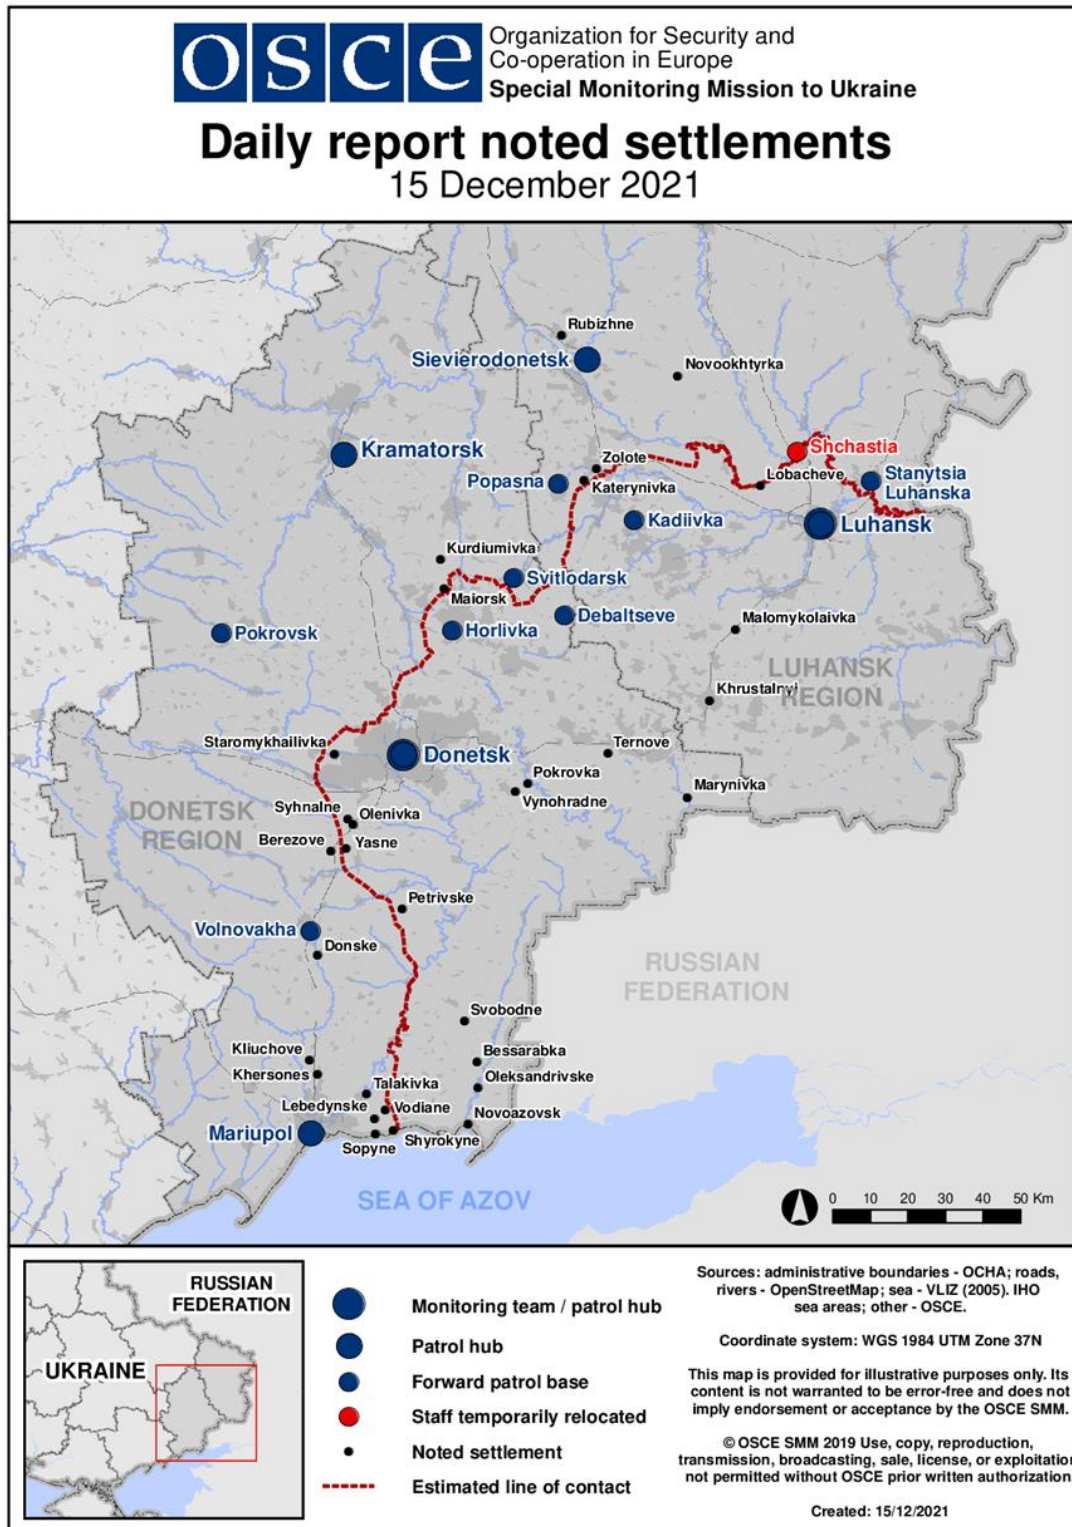 osce
Organization for Security and
Co-operation in Europe
Special Monitoring Mission to Ukraine
Daily report noted settlements
15 December 2021
Rubizhne
Sievierodonetsk
Novookhtyrka
Kramatorsk
Shchastia
Zolote
Lobacheve
Stanytsia
Luhanska
Popasna
Katerynivka
Kadiivka
Luhansk
Kurdiumivka
Svitlodarsk
Maiorsk
Debaltseve
Malomykolaivka
Pokrovsk
Horlivka
LUHANSK
REGION
Khrustalnyi
Staromykhailivka
Donetsk
Ternove
Pokrovka
Marynivka
Vynohradne
DONETSK
REGION
Syhnalne
Olenivka
Berezove
Yasne
Petrivske
Volnovakha
Donske
RUSSIAN
FEDERATION
Svobodne
Kliuchove
Bessarabka
Khersones
Oleksandrivske
Talakivka
Lebedynske
Vodiane
Novoazovsk
Mariupol
Shyrokyne
Sopyne
SEA OF AZOV
0 10 20 30 40 50 Km
RUSSIAN
FEDERATION
UKRAINE
Monitoring team / patrol hub
Patrol hub
Forward patrol base
Staff temporarily relocated
Noted settlement
Estimated line of contact
Sources: administrative boundaries - OCHA; roads,
rivers - OpenStreetMap; sea - VLIZ (2005). IHO
sea areas; other - OSCE.
Coordinate system: WGS 1984 UTM Zone 37N
This map is provided for illustrative purposes only. Its
content is not warranted to be error-free and does not
imply endorsement or acceptance by the OSCE SMM.
© OSCE SMM 2019 Use, copy, reproduction,
transmission, broadcasting, sale, license, or exploitation
not permitted without OSCE prior written authorization.
Created: 15/12/2021